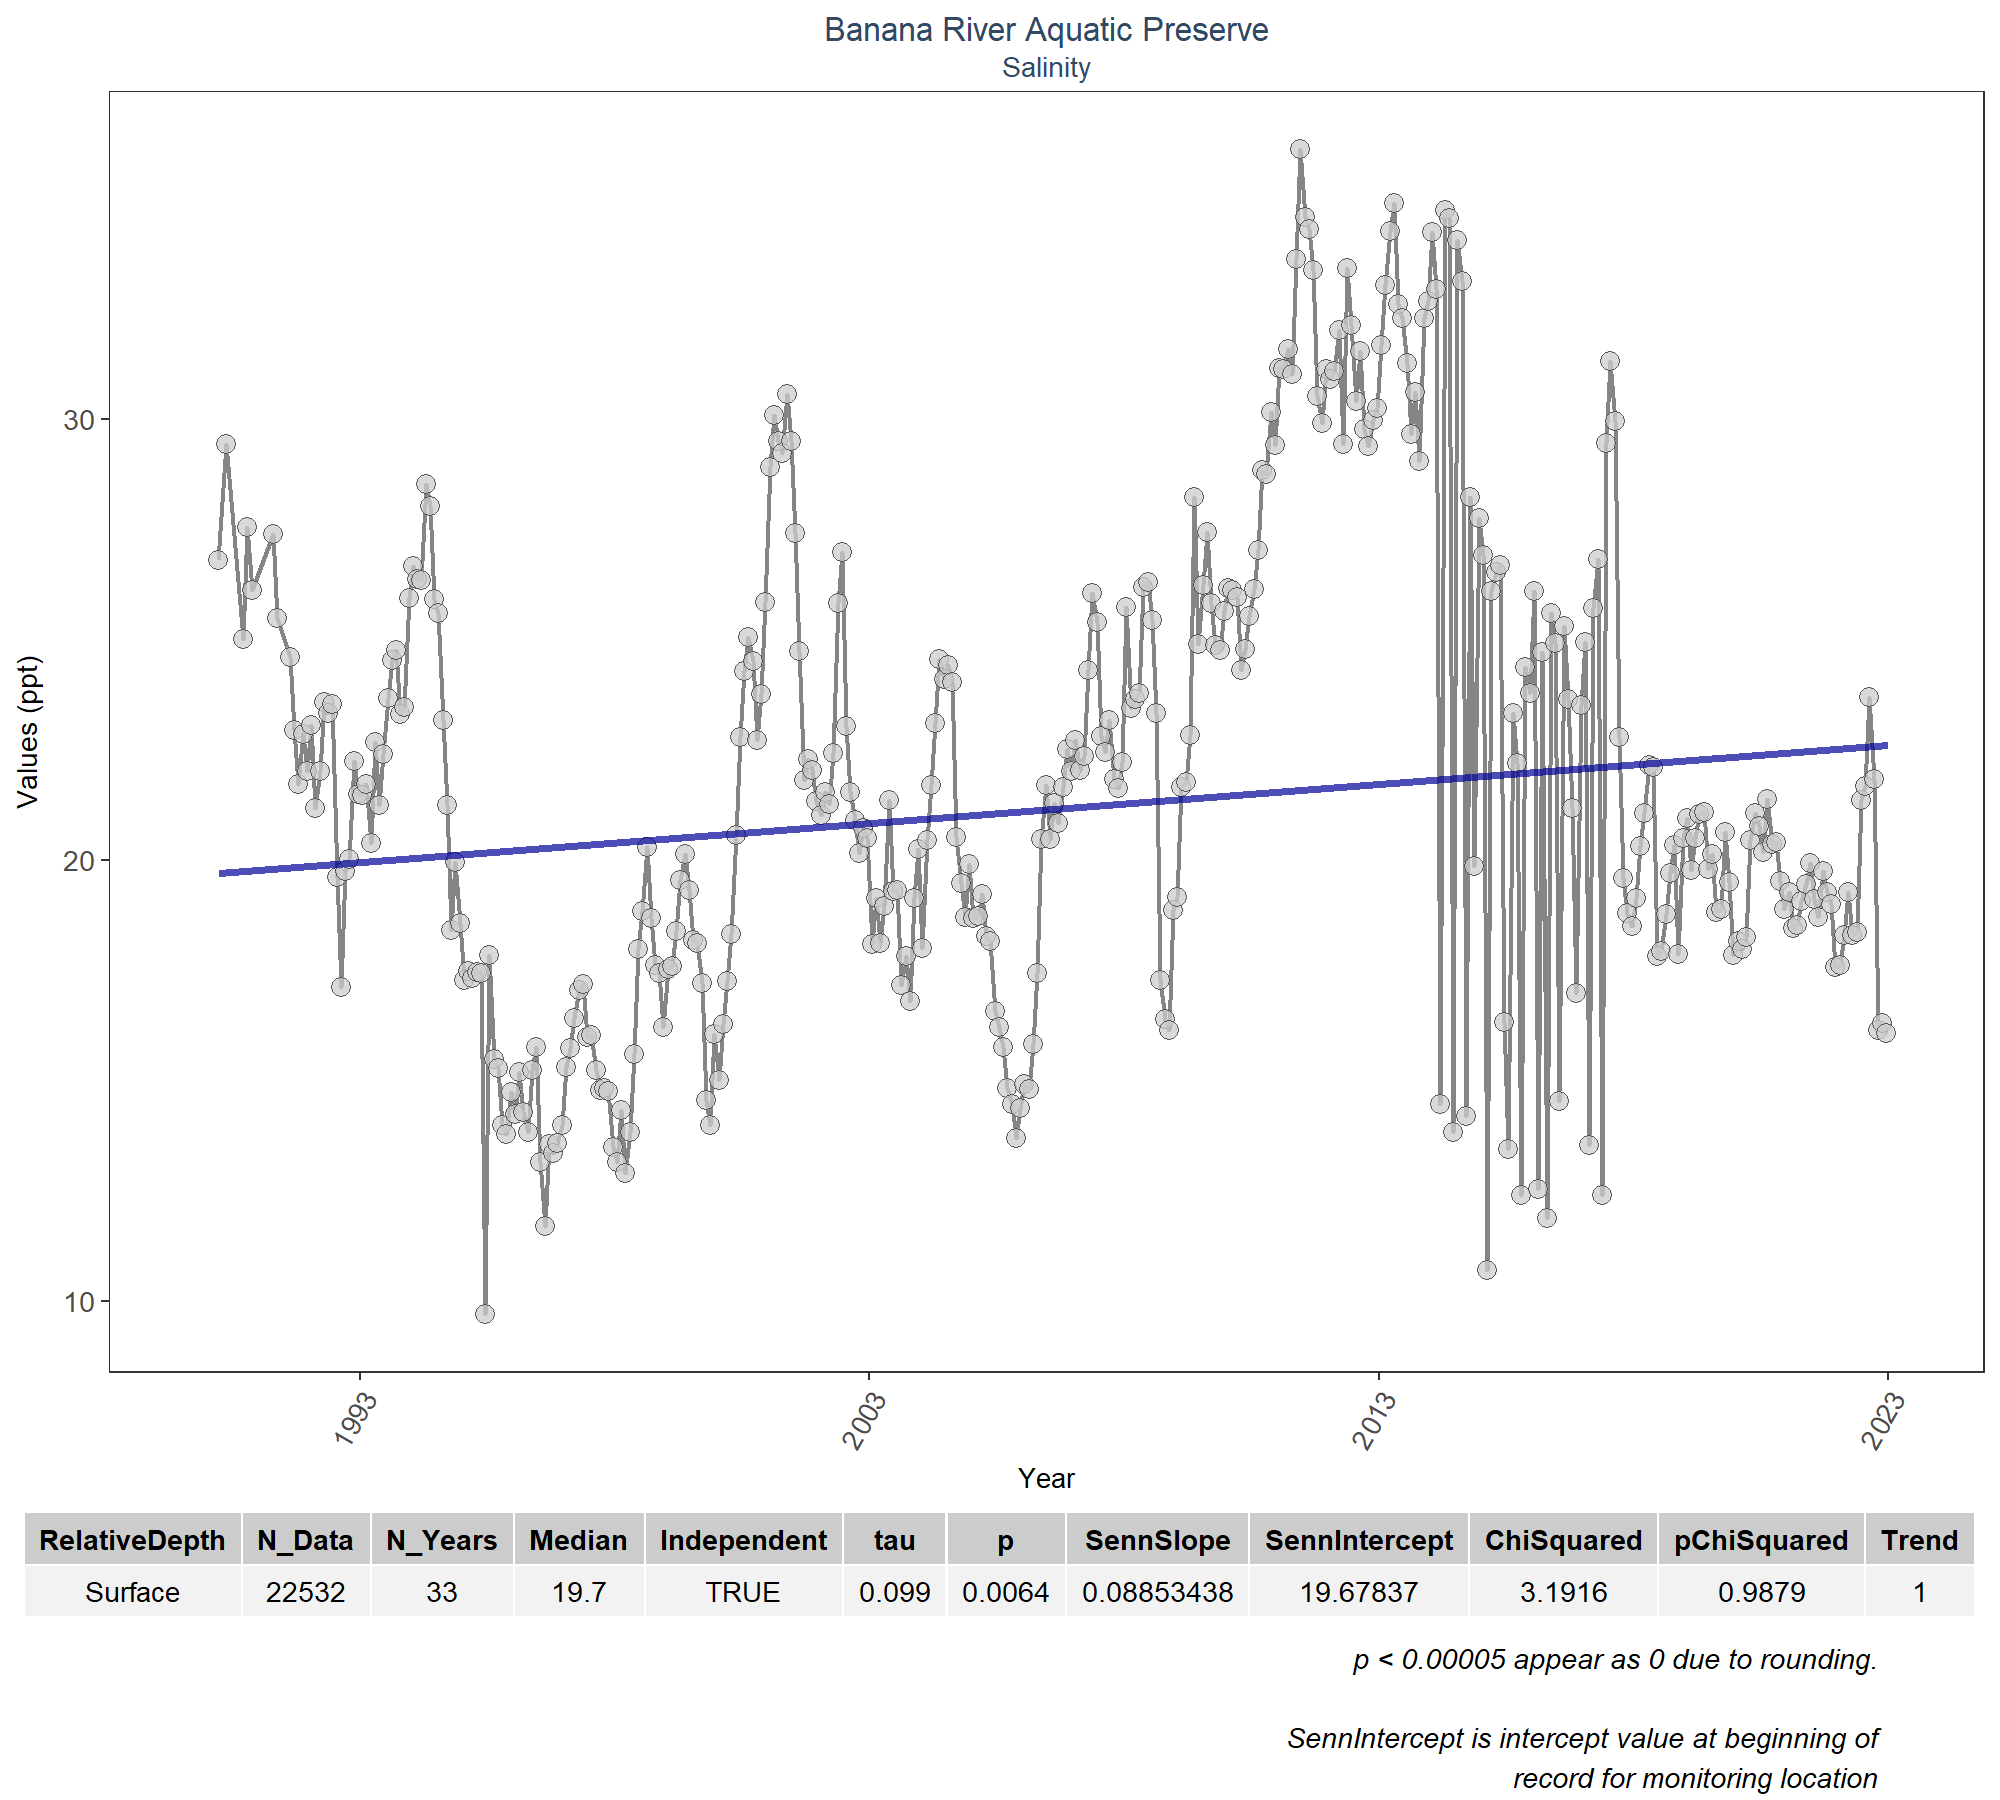 Banana River Aquatic Preserve
Salinity
Values (ppt)
30
20
10
1993 2003 2013 2023
Year
RelativeDepth N_Data N_Years Median Independent tau p SennSlope SennIntercept ChiSquared pChiSquared Trend
Surface 22532 33 19.7 TRUE 0.099 0.0064 0.08853438 19.67837 3.1916 0.9879 1
p < 0.00005 appear as 0 due to rounding.
SennIntercept is intercept value at beginning of
record for monitoring location